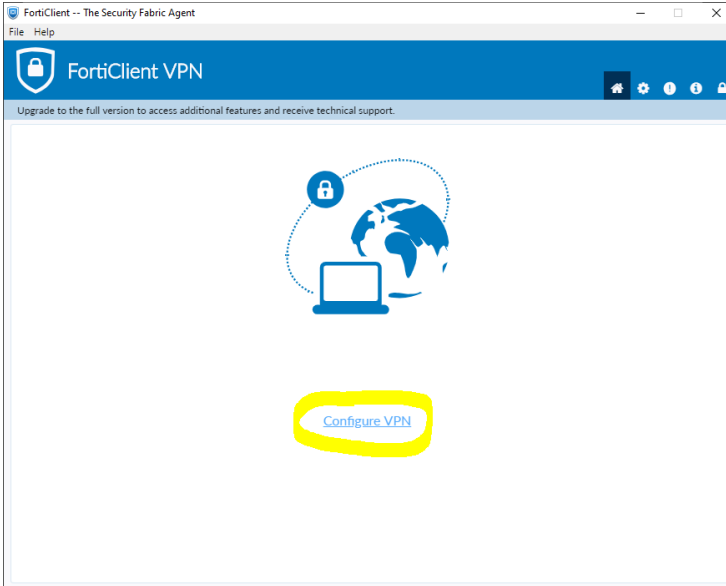 FortiClient -- The Security Fabric Agent
File Help
FortiClient VPN
Upgrade to the full version to access additional features and receive technical support.
Configure VPN